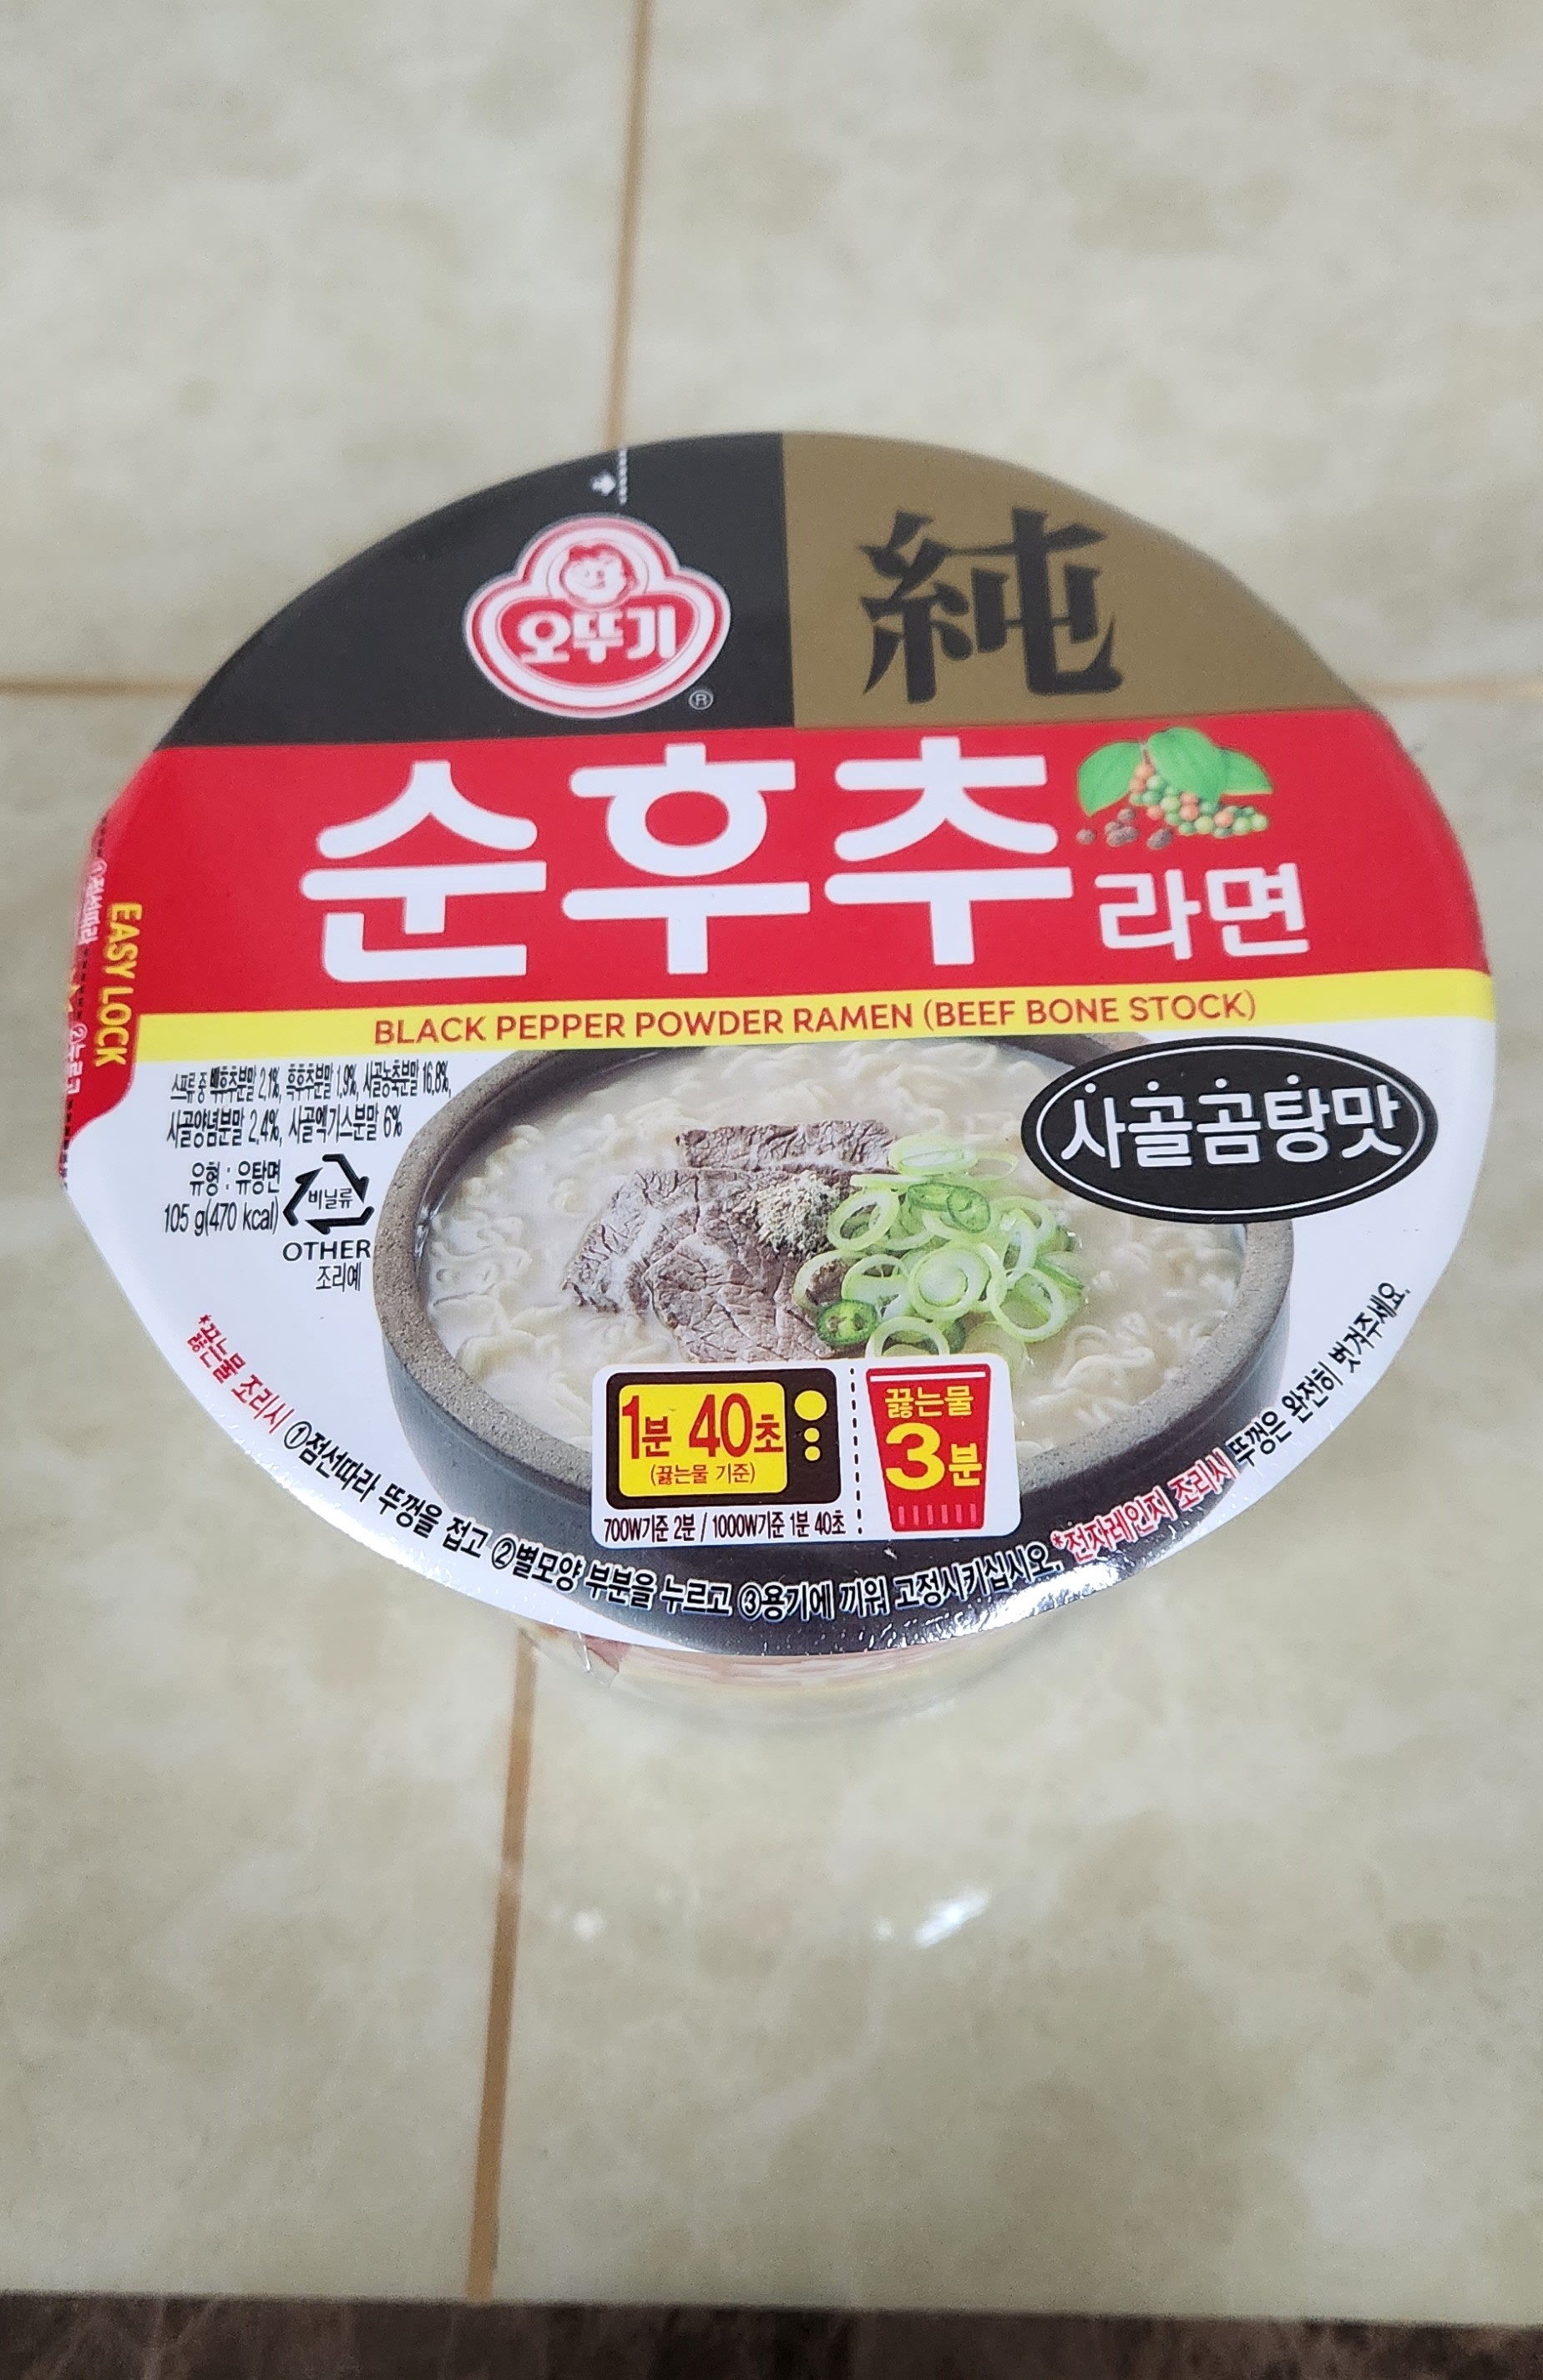 오뚜기
®
純
순후추
라면
BLACK PEPPER POWDER RAMEN (BEEF BONE STOCK)
EASY LOCK
스프류 중 백후추분말 2.1%, 흑후추분말 1.9%, 사골농축분말 16.8%,
사골양념분말 2.4%, 사골엑기스분말 6%
유형 : 유탕면
105 g(470 kcal)
비닐류
OTHER
조리예
사골곰탕맛
1분 40초
(끓는물 기준)
700W기준 2분 / 1000W기준 1분 40초
끓는물
3분
*끓는물 조리시 ①점선따라 뚜껑을 접고 ②별모양 부분을 누르고 ③용기에 끼워 고정시키십시오.
*전자레인지 조리시 뚜껑은 완전히 벗겨주세요.